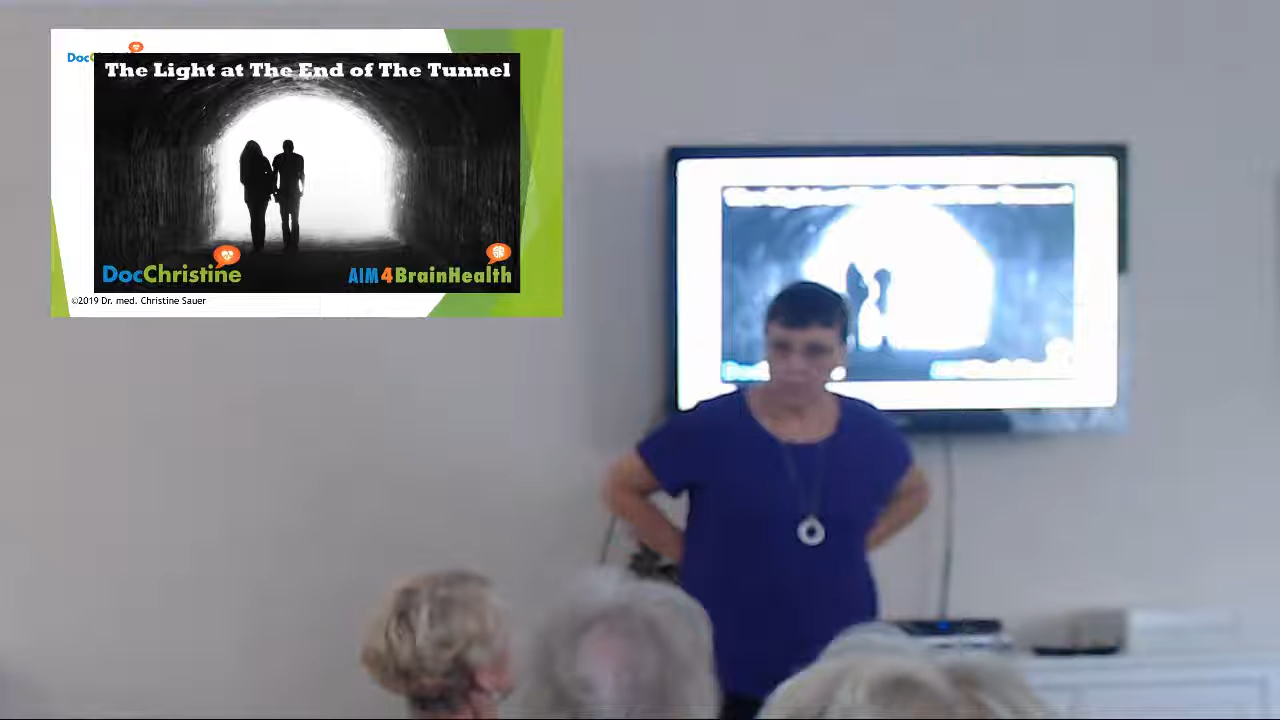 The Light at The End of The Tunnel
DocChristine
AIM4BrainHealth
©2019 Dr. med. Christine Sauer